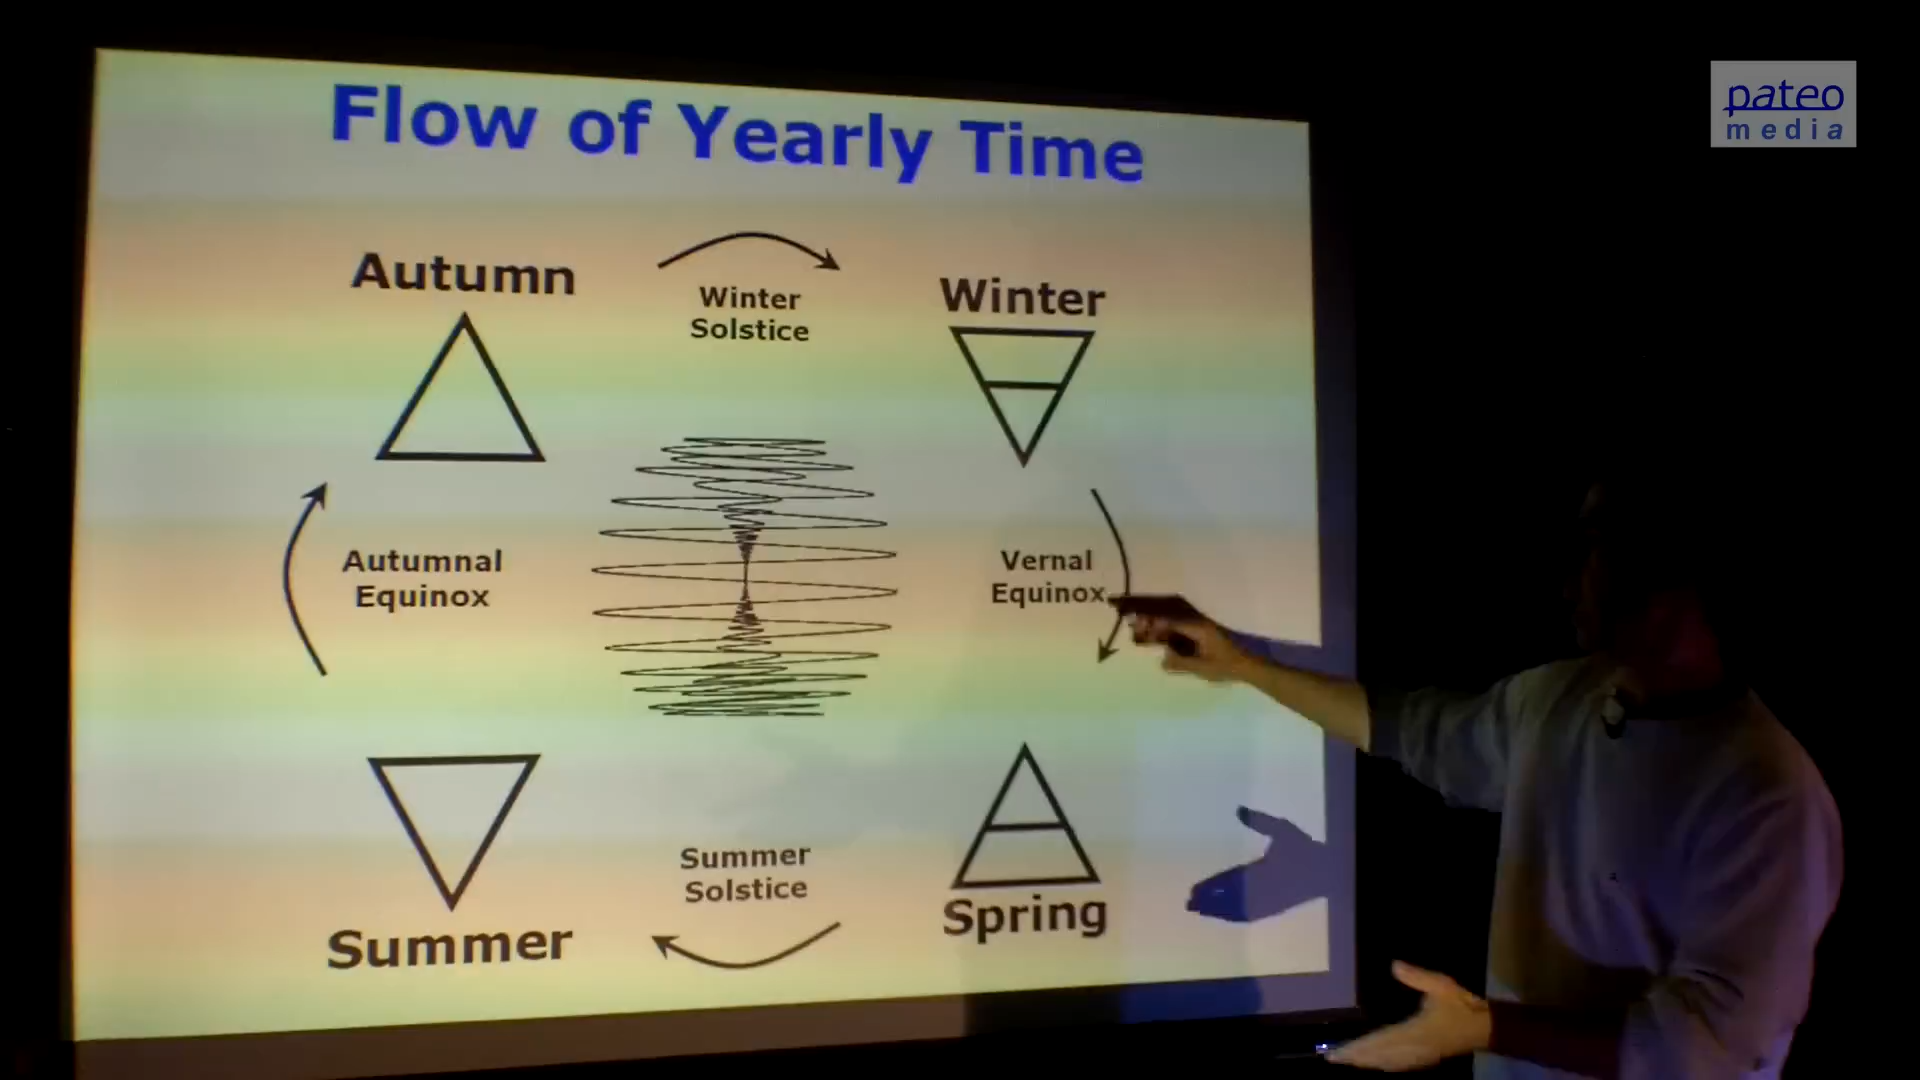 Flow of Yearly Time
Autumn
Winter
Solstice
Winter
Autumnal
Equinox
Vernal
Equinox
Summer
Solstice
Summer
Spring
pateo
media